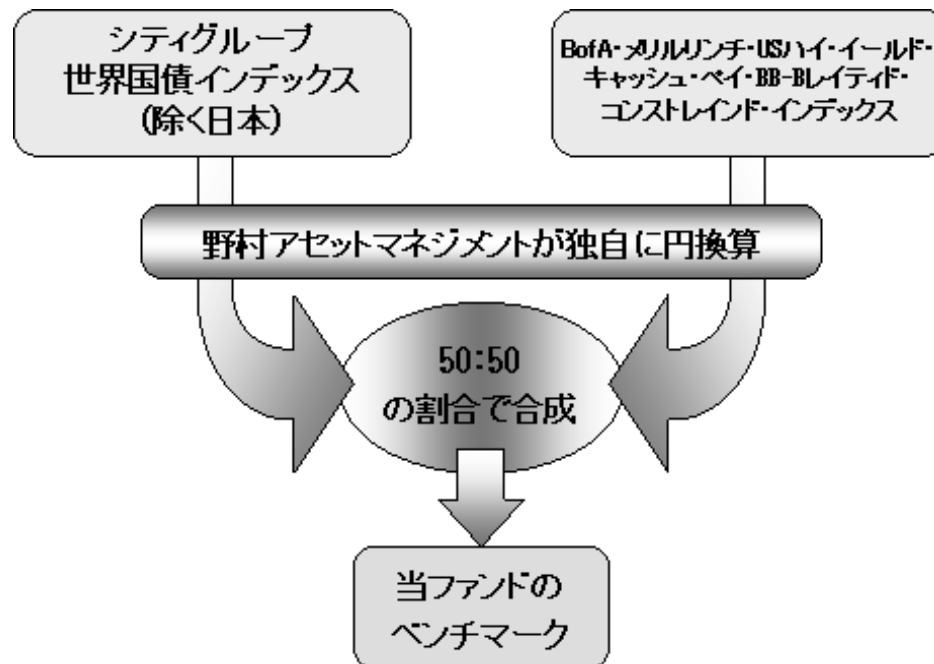 シティグループ
世界国債インデックス
(除く日本)
BofA・メリルリンチ・USハイ・イールド・
キャッシュ・ペイ・BB-Bレイティド・
コンストレインド・インデックス
野村アセットマネジメントが独自に円換算
50:50
の割合で合成
当ファンドの
ベンチマーク